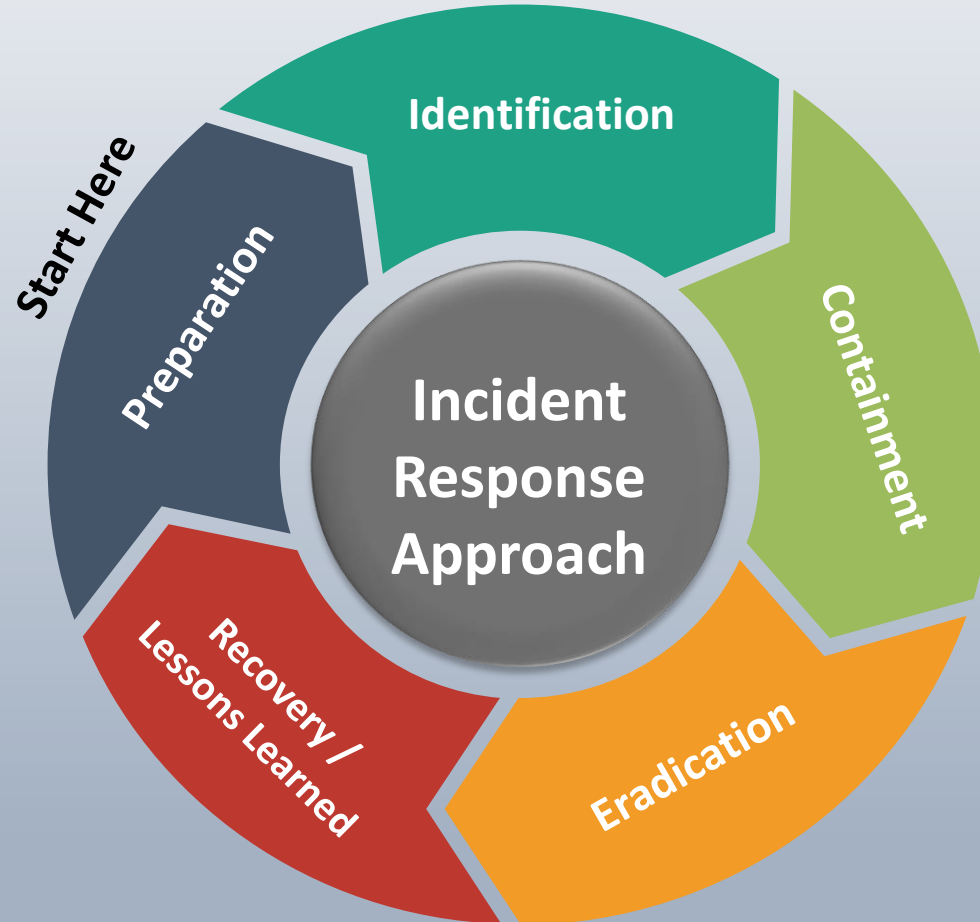 Start Here
Preparation
Identification
Containment
Eradication
Recovery /
Lessons Learned
Incident
Response
Approach